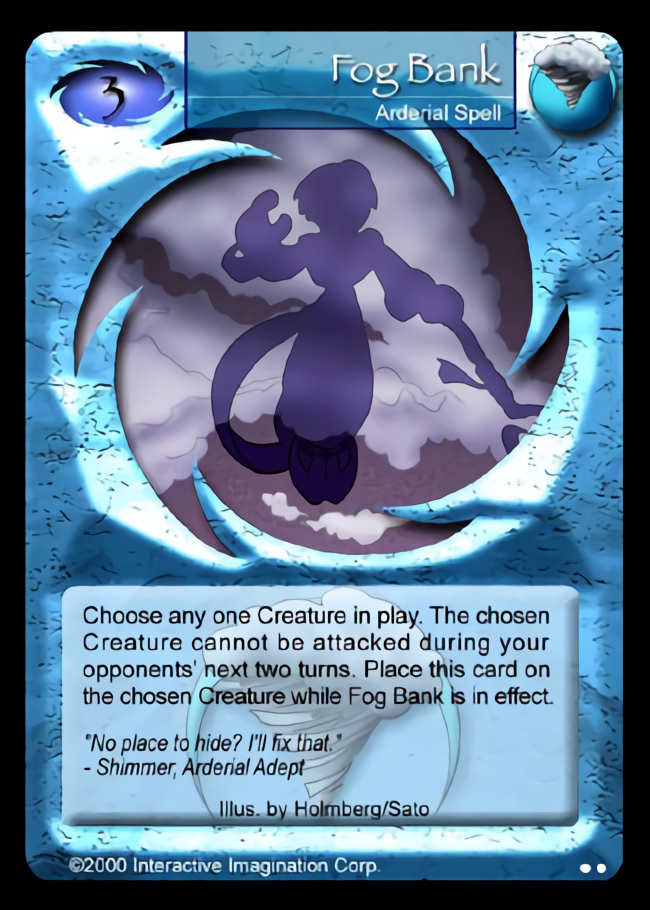 3
Fog Bank
Arderial Spell
Choose any one Creature in play. The chosen
Creature cannot be attacked during your
opponents' next two turns. Place this card on
the chosen Creature while Fog Bank is in effect.
"No place to hide? I'll fix that."
- Shimmer, Arderial Adept
Illus. by Holmberg/Sato
©2000 Interactive Imagination Corp.